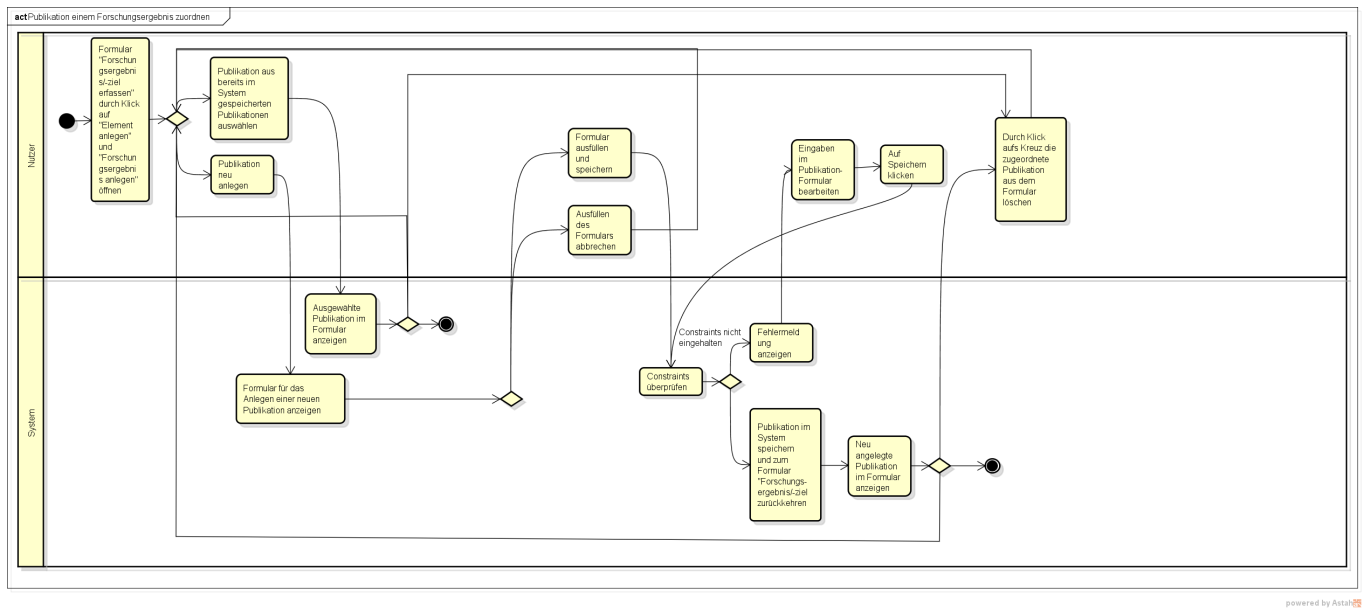 act Publikation einem Forschungsergebnis zuordnen
Nutzer
Formular
"Forschun
gsergebni
s/-ziel
erfassen"
durch Klick
auf
"Element
anlegen"
und
"Forschun
gsergebni
s anlegen"
öffnen
Publikation aus
bereits im
System
gespeicherten
Publikationen
auswählen
Publikation
neu
anlegen
Formular
ausfüllen
und
speichern
Ausfüllen
des
Formulars
abbrechen
Eingaben
im
Publikation-
Formular
bearbeiten
Auf
Speichern
klicken
Durch Klick
aufs Kreuz die
zugeordnete
Publikation
aus dem
Formular
löschen
System
Ausgewählte
Publikation im
Formular
anzeigen
Formular für das
Anlegen einer neuen
Publikation anzeigen
Constraints
überprüfen
Constraints nicht
eingehalten
Fehlermeld
ung
anzeigen
Publikation im
System
speichern
und zum
Formular
"Forschungs-
ergebnis/-ziel
zurückkehren
Neu
angelegte
Publikation
im Formular
anzeigen
powered by Astah